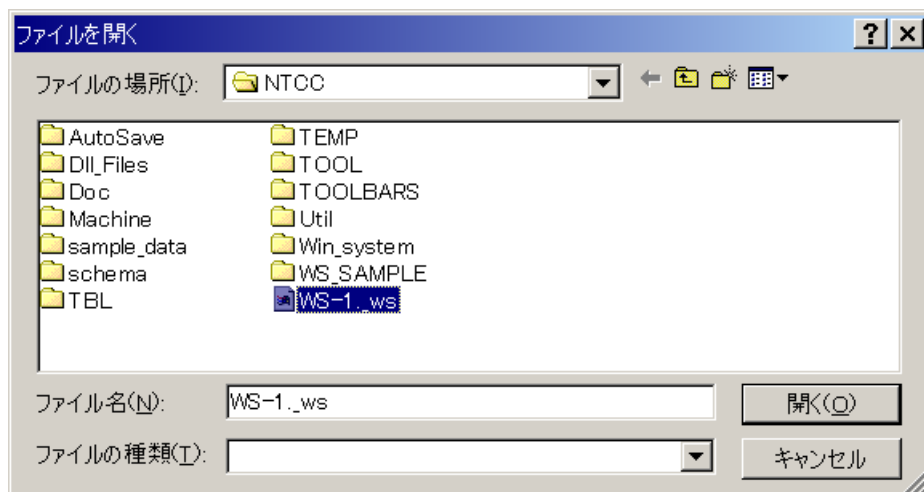 ファイルを開く
ファイルの場所(I): NTCC
AutoSave
Dll_Files
Doc
Machine
sample_data
schema
TBL
TEMP
TOOL
TOOLBARS
Util
Win_system
WS_SAMPLE
WS-1._ws
ファイル名(N): WS-1._ws 開く(O)
ファイルの種類(T): キャンセル